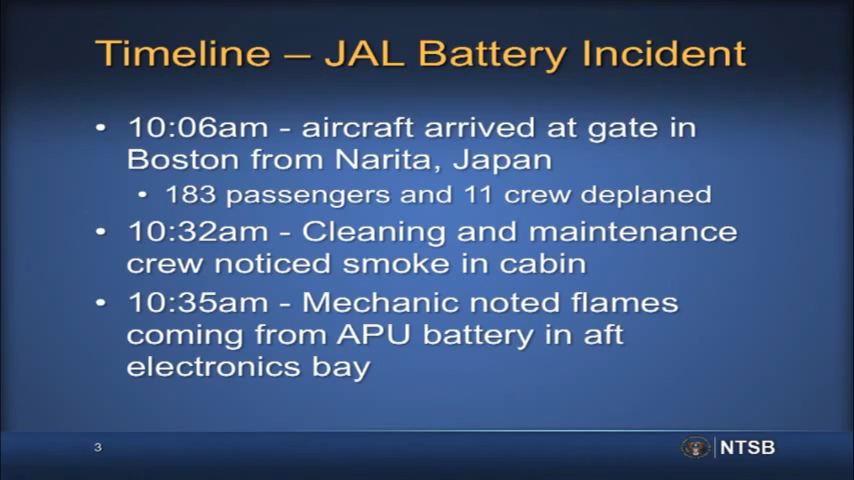 Timeline – JAL Battery Incident
• 10:06am - aircraft arrived at gate in
Boston from Narita, Japan
• 183 passengers and 11 crew deplaned
• 10:32am - Cleaning and maintenance
crew noticed smoke in cabin
• 10:35am - Mechanic noted flames
coming from APU battery in aft
electronics bay
3
NTSB